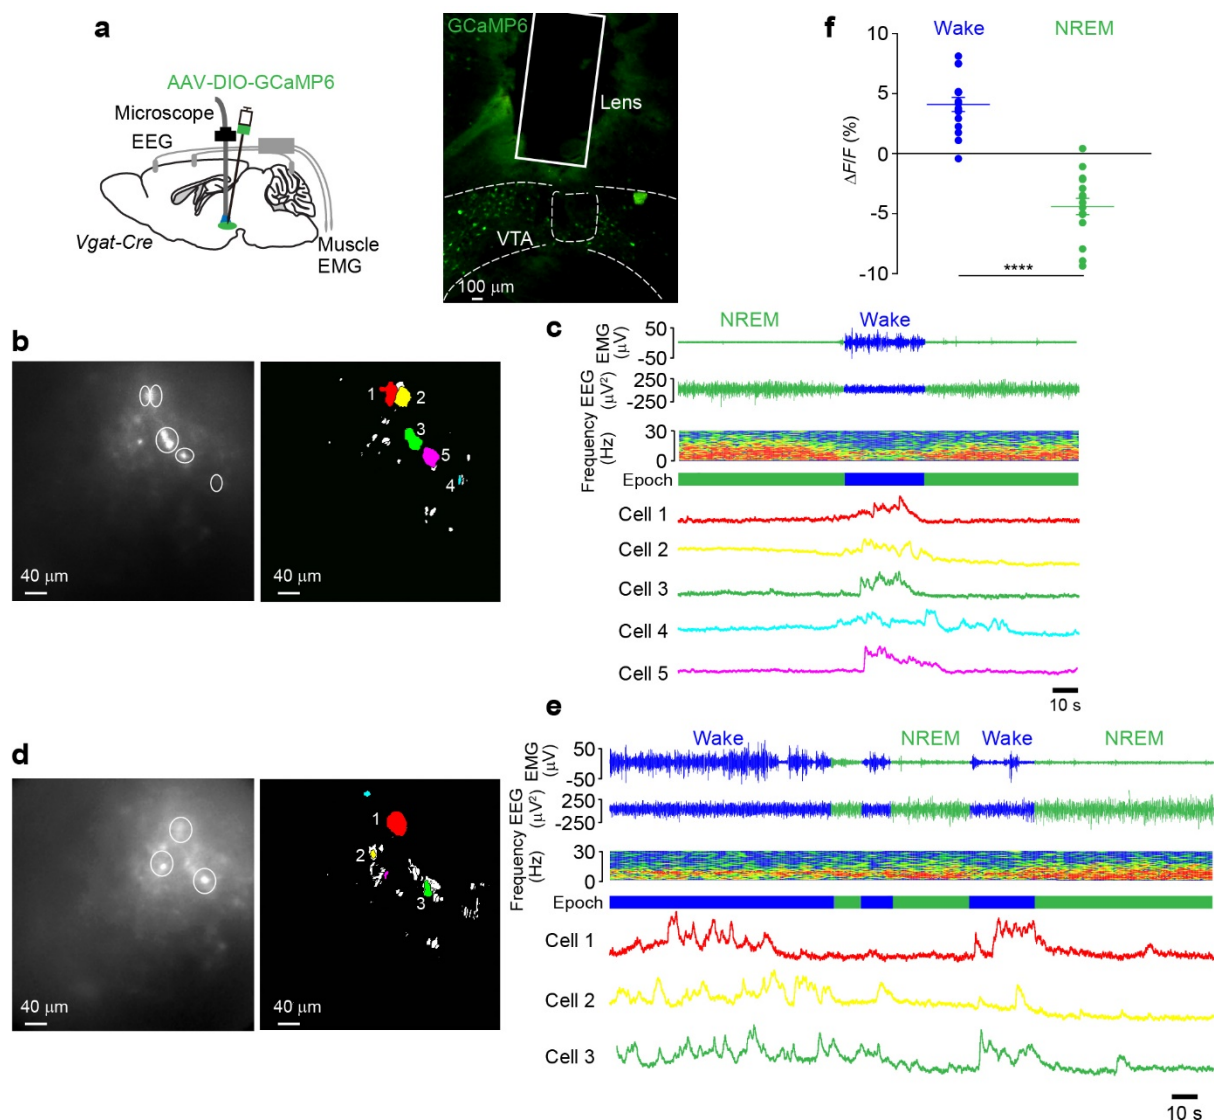 a
AAV-DIO-GCaMP6
Microscope
EEG
Vgat-Cre
Muscle
EMG
GCaMP6
Lens
VTA
100 µm
f
Wake
NREM
10
5
0
-5
-10
ΔF/F (%)
****
b
40 µm
1
2
3
5
4
40 µm
c
NREM
Wake
EMG
(µV)
50
-50
EEG
(µV²)
250
-250
Frequency
(Hz)
30
0
Epoch
Cell 1
Cell 2
Cell 3
Cell 4
Cell 5
10 s
d
40 µm
1
2
3
40 µm
e
Wake
NREM
Wake
NREM
EMG
(µV)
50
-50
EEG
(µV²)
250
-250
Frequency
(Hz)
30
0
Epoch
Cell 1
Cell 2
Cell 3
10 s